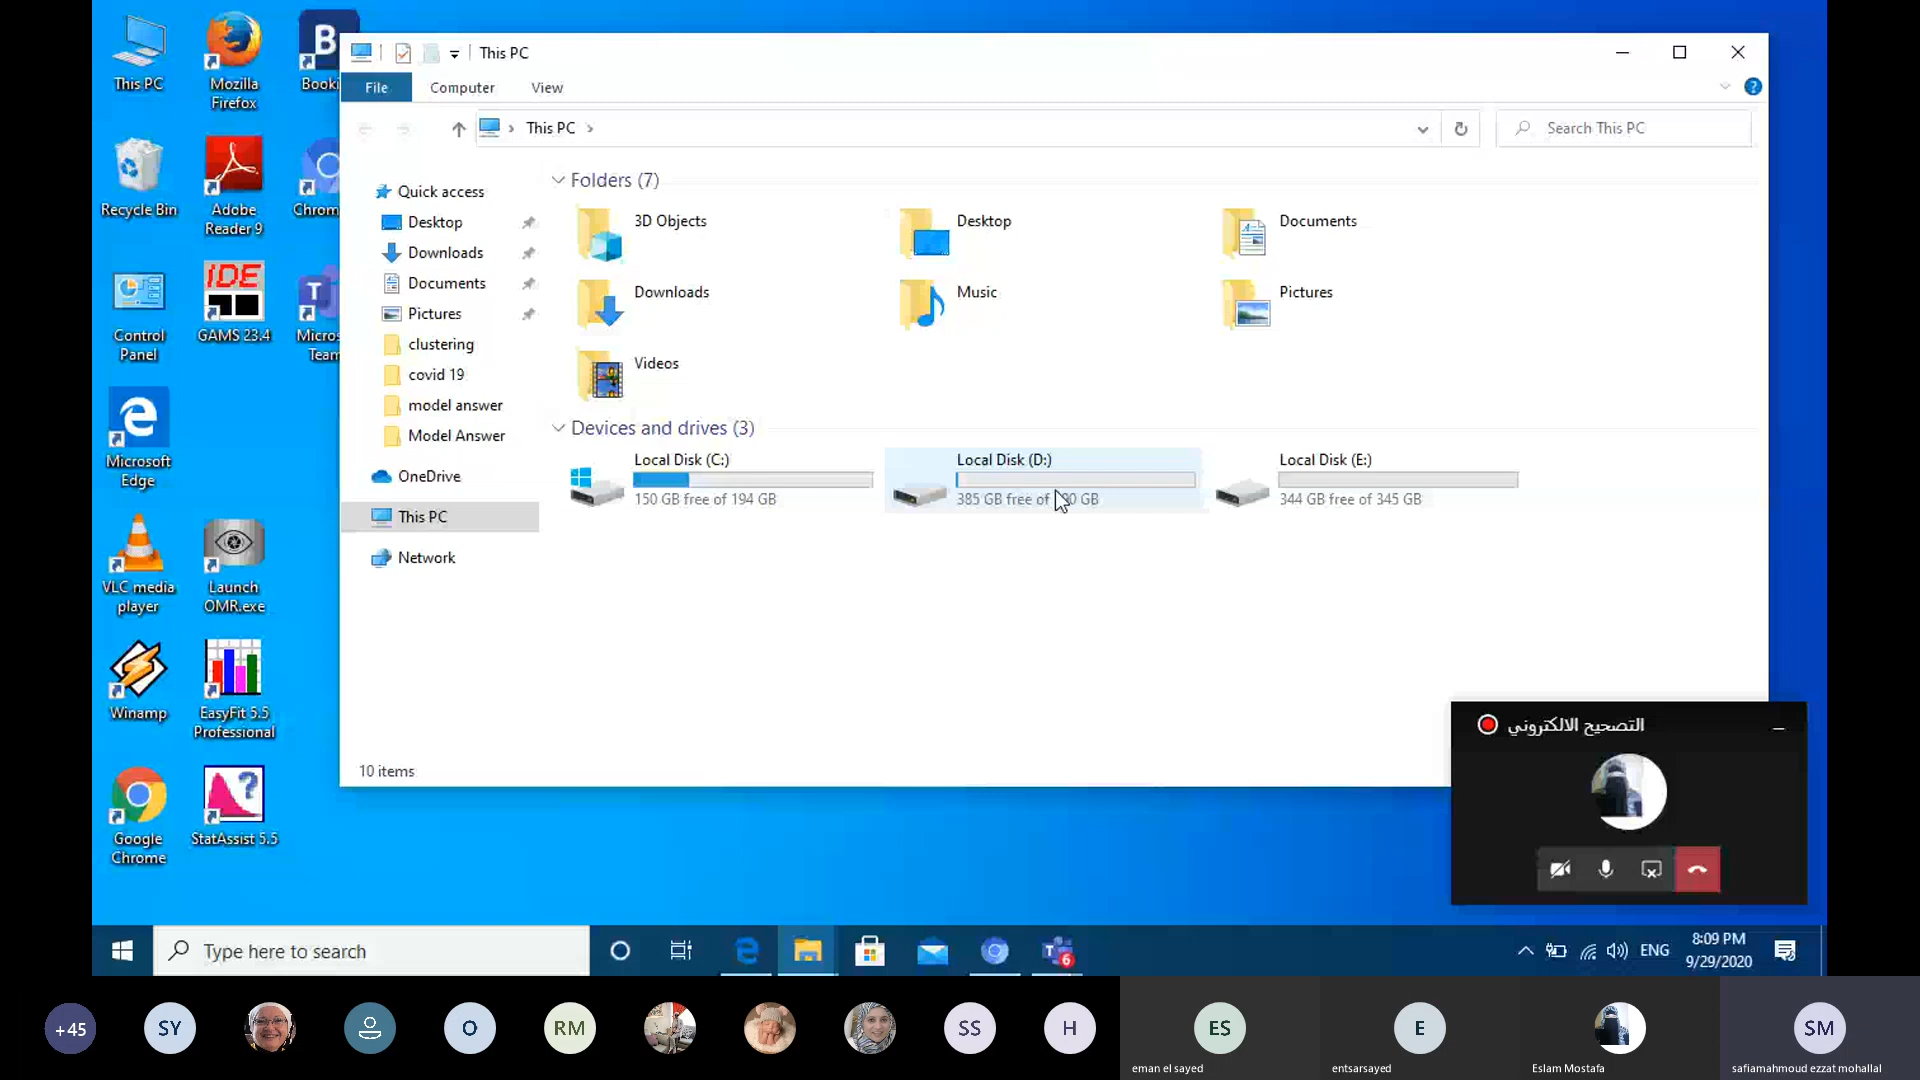 This PC
Mozilla
Firefox
Booki
Recycle Bin
Adobe
Reader 9
Chrom
Control
Panel
IDE
GAMS 23.4
Micros
Team
Microsoft
Edge
VLC media
player
Launch
OMR.exe
Winamp
EasyFit 5.5
Professional
Google
Chrome
StatAssist 5.5
This PC
File
Computer
View
This PC
Search This PC
Quick access
Desktop
Downloads
Documents
Pictures
clustering
covid 19
model answer
Model Answer
OneDrive
This PC
Network
Folders (7)
3D Objects
Desktop
Documents
Downloads
Music
Pictures
Videos
Devices and drives (3)
Local Disk (C:)
150 GB free of 194 GB
Local Disk (D:)
385 GB free of GB
Local Disk (E:)
344 GB free of 345 GB
10 items
التصحيح الالكتروني
Type here to search
6
ENG
8:09 PM
9/29/2020
+45
SY
O
RM
SS
H
ES
eman el sayed
E
entsarsayed
Eslam Mostafa
SM
safiamahmoud ezzat mohallal